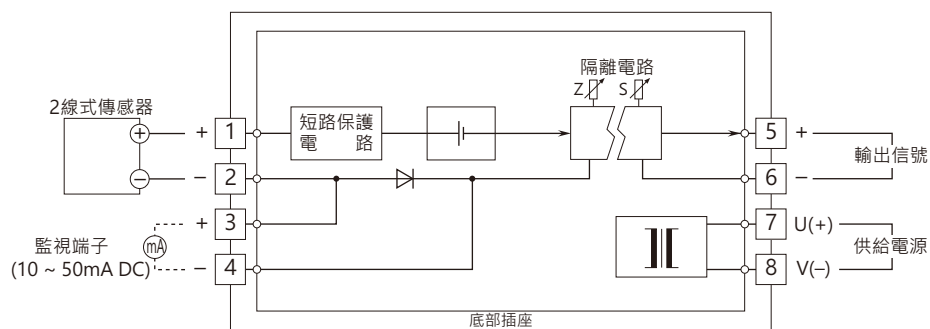 隔離電路
Z
S
2線式傳感器
短路保護
電 路
+
+
1
5
+
輸出信號
−
−
2
6
−
+
3
7
U(+)
監視端子
mA
供給電源
(10 ~ 50mA DC)
−
4
8
V(–)
底部插座